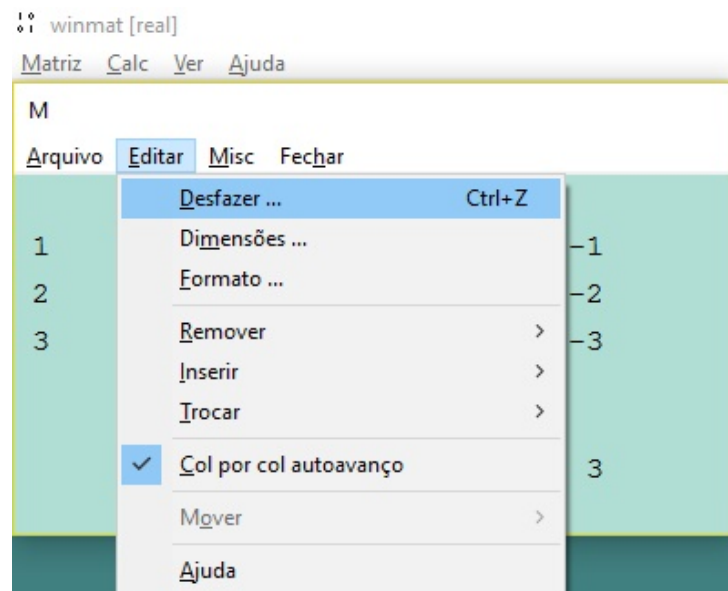 winmat [real]
Matriz Calc Ver Ajuda
M
Arquivo Editar Misc Fechar
Desfazer ... Ctrl+Z
1 Dimensões ... -1
2 Formato ... -2
3 Remover > -3
Inserir >
Trocar >
✓ Col por col autoavanço 3
Mover >
Ajuda